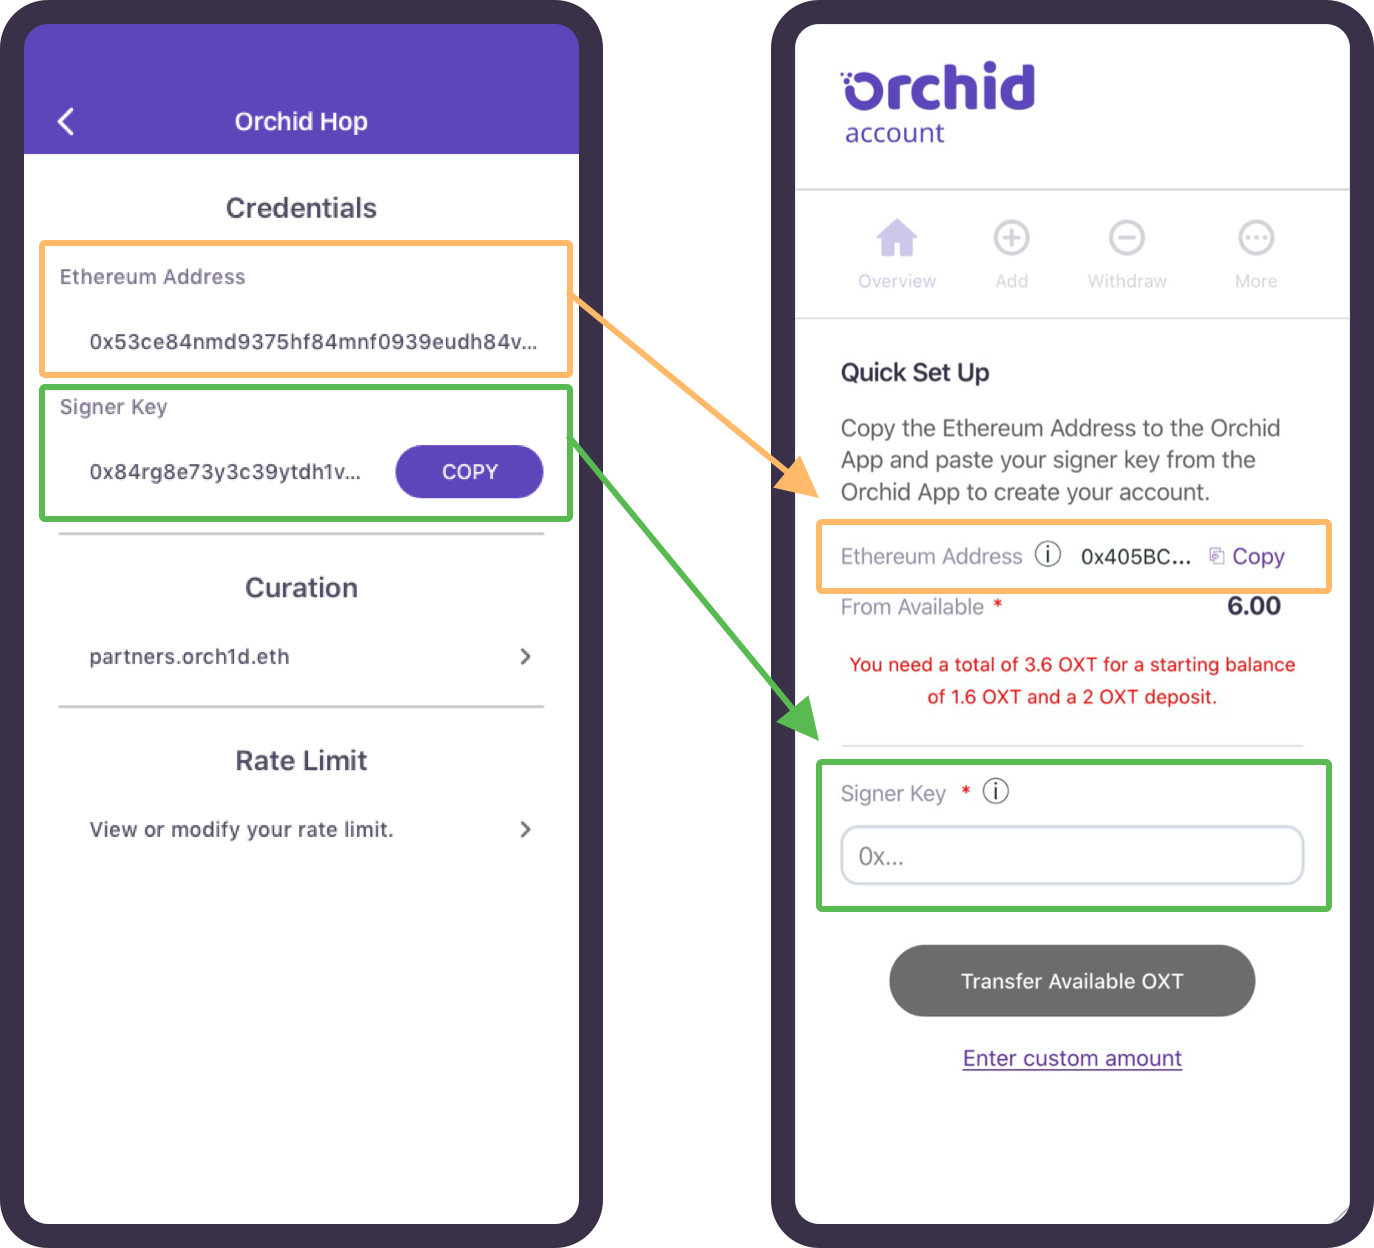 Orchid Hop
Credentials
Ethereum Address
0x53ce84nmd9375hf84mnf0939eudh84v...
Signer Key
0x84rg8e73y3c39ytdh1v...
COPY
Curation
partners.orch1d.eth
Rate Limit
View or modify your rate limit.
orchid
account
Overview
Add
Withdraw
More
Quick Set Up
Copy the Ethereum Address to the Orchid
App and paste your signer key from the
Orchid App to create your account.
Ethereum Address 0x405BC... Copy
From Available * 6.00
You need a total of 3.6 OXT for a starting balance
of 1.6 OXT and a 2 OXT deposit.
Signer Key *
0x...
Transfer Available OXT
Enter custom amount